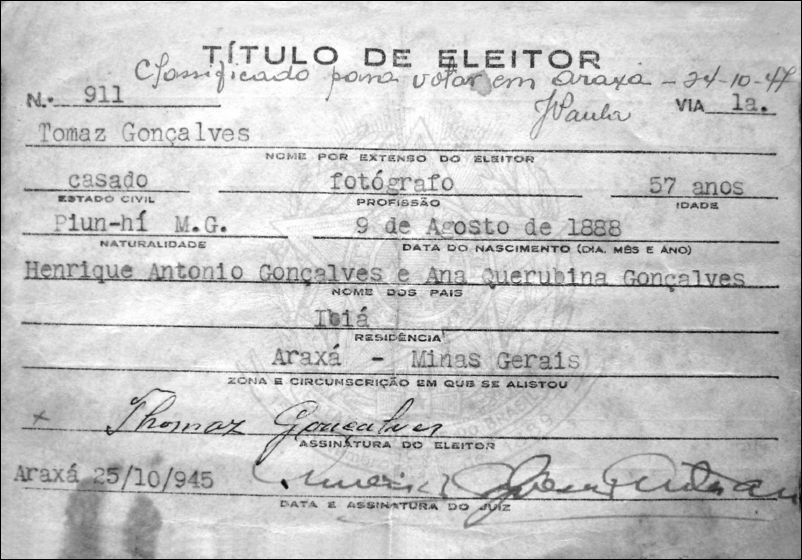 TÍTULO DE ELEITOR
Classificado para votar em Araxá - 24-10-47
N. 911
JPaula
VIA 1a.
Tomaz Gonçalves
NOME POR EXTENSO DO ELEITOR
casado fotógrafo 57 anos
ESTADO CIVIL PROFISSÃO IDADE
Piun-hí M.G. 9 de Agosto de 1888
NATURALIDADE DATA DO NASCIMENTO (DIA, MÊS E ANO)
Henrique Antonio Gonçalves e Ana Querubina Gonçalves
NOME DOS PAIS
Ibiá
RESIDÊNCIA
Araxá - Minas Gerais
ZONA E CIRCUNSCRIÇÃO EM QUE SE ALISTOU
x Thomaz Gonçalves
ASSINATURA DO ELEITOR
Araxá 25/10/945
DATA E ASSINATURA DO JUIZ